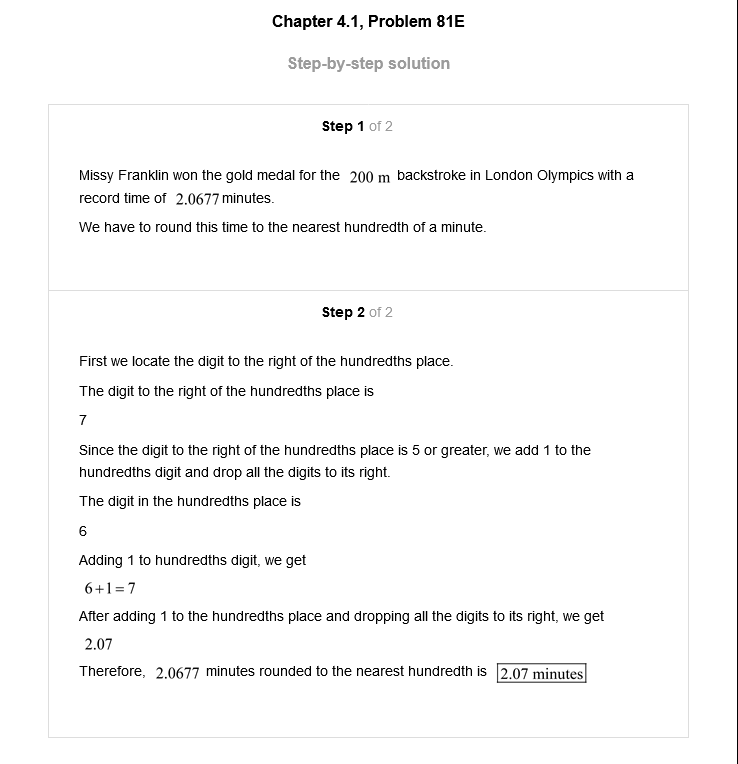 Chapter 4.1, Problem 81E
Step-by-step solution
Step 1 of 2
Missy Franklin won the gold medal for the 200 m backstroke in London Olympics with a
record time of 2.0677 minutes.
We have to round this time to the nearest hundredth of a minute.
Step 2 of 2
First we locate the digit to the right of the hundredths place.
The digit to the right of the hundredths place is
7
Since the digit to the right of the hundredths place is 5 or greater, we add 1 to the
hundredths digit and drop all the digits to its right.
The digit in the hundredths place is
6
Adding 1 to hundredths digit, we get
6+1=7
After adding 1 to the hundredths place and dropping all the digits to its right, we get
2.07
Therefore, 2.0677 minutes rounded to the nearest hundredth is 2.07 minutes